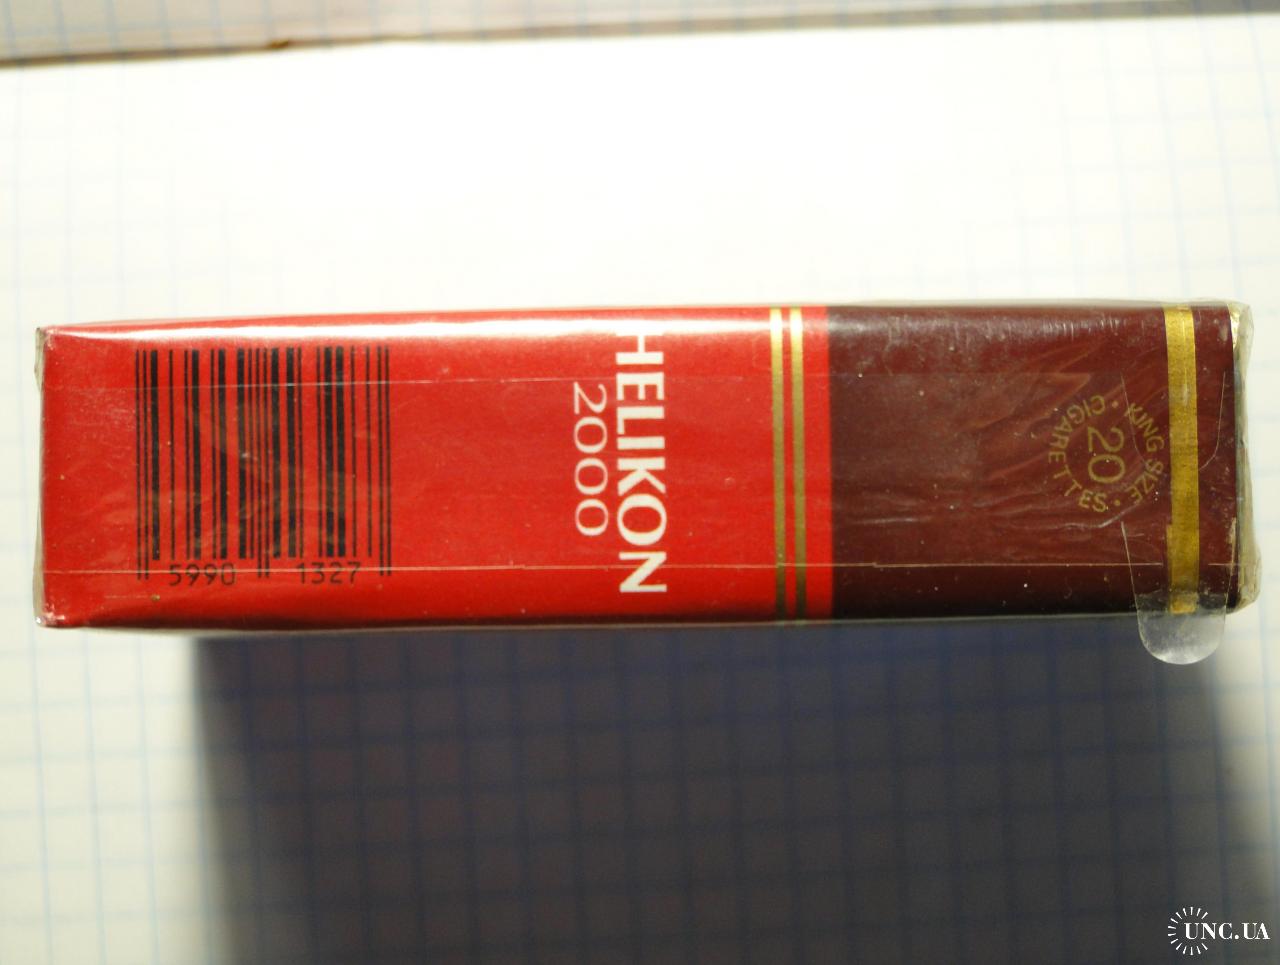 HELIKON
2000
KING SIZE
20
CIGARETTES
5990 1327
UNC.UA